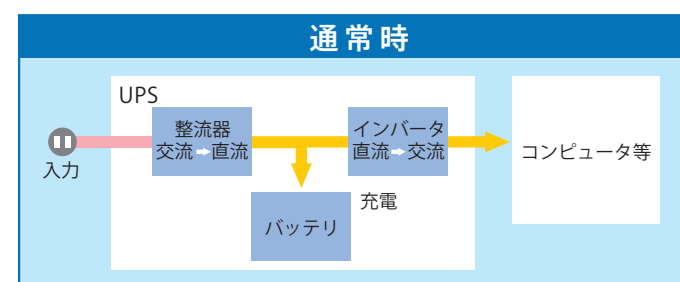 通常時
UPS
整流器
交流➡直流
インバータ
直流➡交流
入力
コンピュータ等
充電
バッテリ